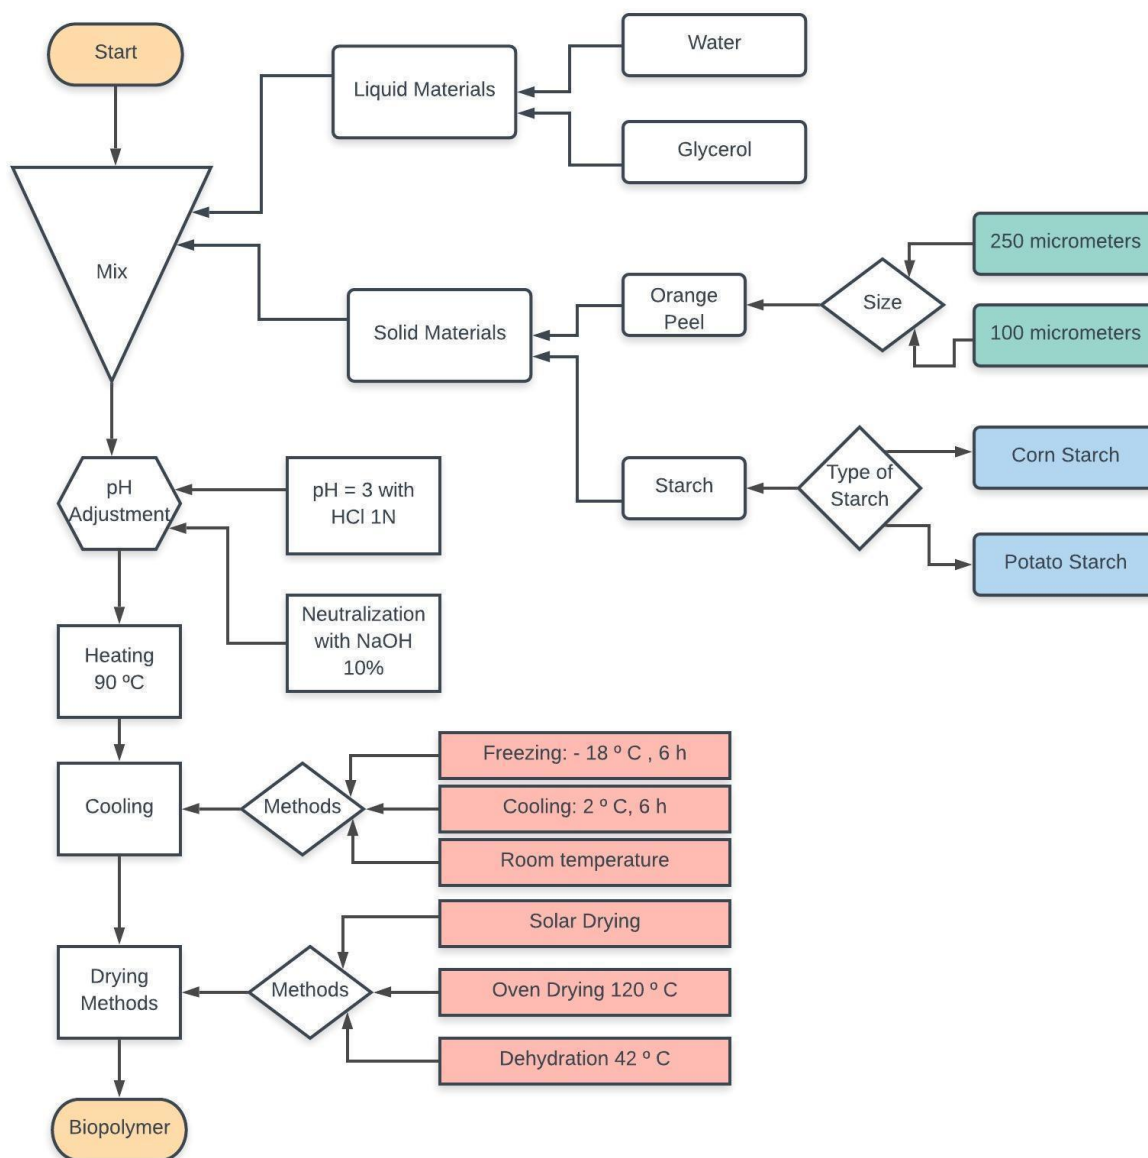 Start
Water
Liquid Materials
Glycerol
250 micrometers
Mix
Orange
Peel
Size
Solid Materials
100 micrometers
Corn Starch
pH
Adjustment
pH = 3 with
HCl 1N
Starch
Type of
Starch
Potato Starch
Neutralization
with NaOH
10%
Heating
90 ºC
Freezing: - 18 º C , 6 h
Cooling
Methods
Cooling: 2 º C, 6 h
Room temperature
Solar Drying
Drying
Methods
Methods
Oven Drying 120 º C
Dehydration 42 º C
Biopolymer